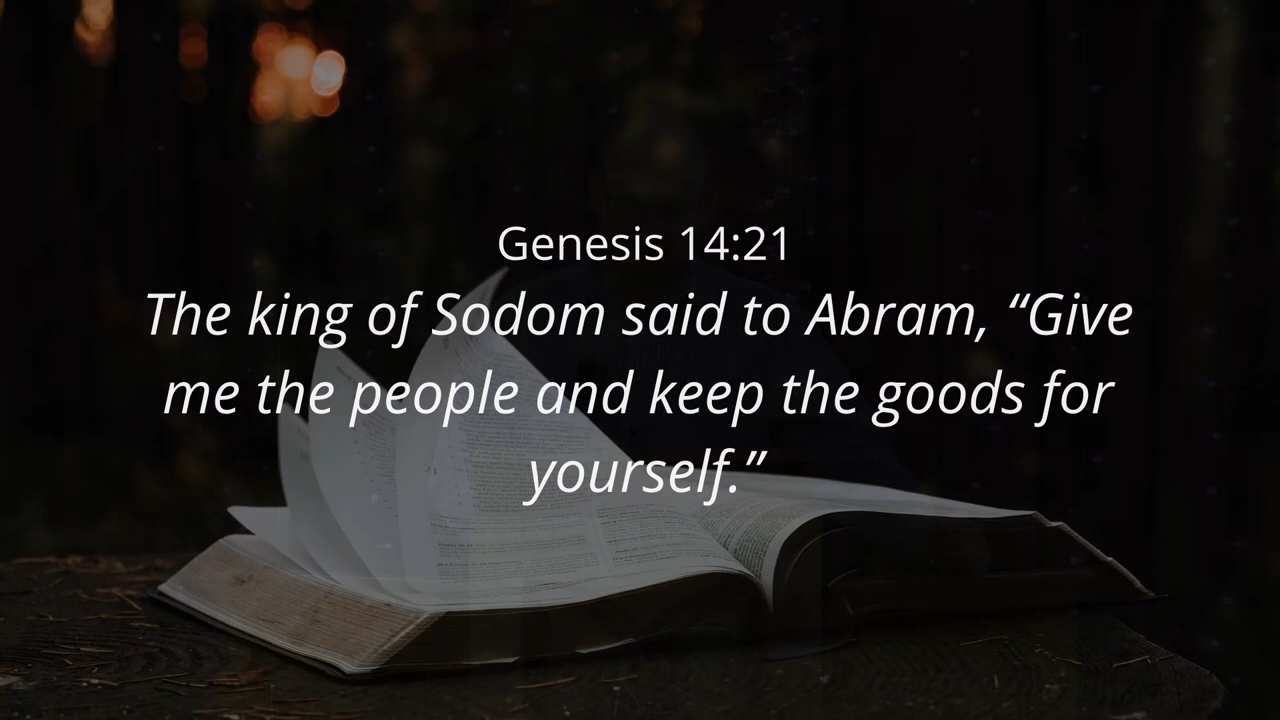 Genesis 14:21
The king of Sodom said to Abram, “Give
me the people and keep the goods for
yourself.”